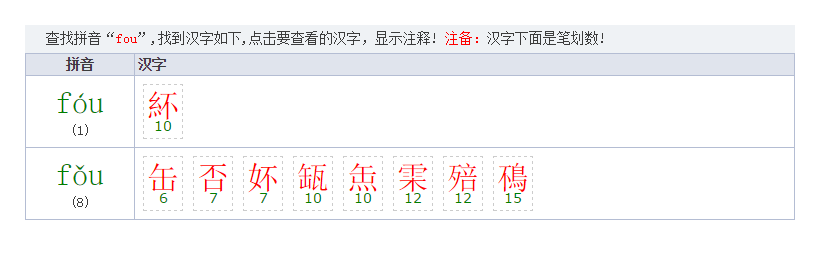 查找拼音“fou”,找到汉字如下,点击要查看的汉字，显示注释! 注备：汉字下面是笔划数!
拼音 汉字
fóu 紑
(1) 10
fǒu 缶 否 妚 缻 缹 雬 殕 鴀
(8) 6 7 7 10 10 12 12 15